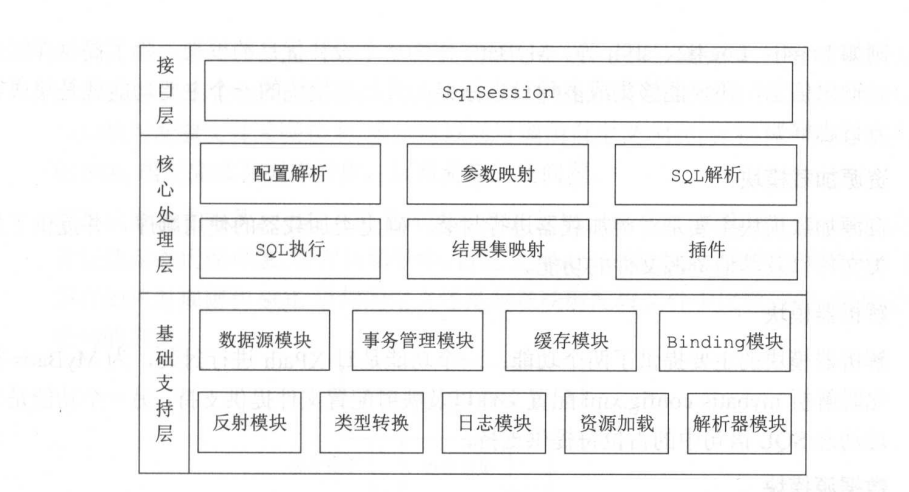 接口层
SqlSession
核心处理层
配置解析
参数映射
SQL解析
SQL执行
结果集映射
插件
基础支持层
数据源模块
事务管理模块
缓存模块
Binding模块
反射模块
类型转换
日志模块
资源加载
解析器模块